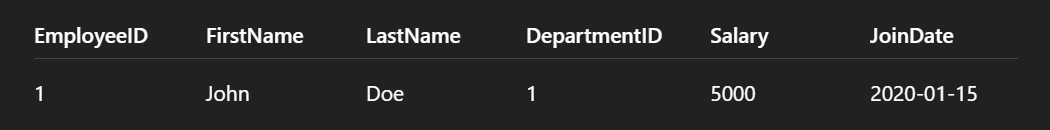 EmployeeID FirstName LastName DepartmentID Salary JoinDate
1 John Doe 1 5000 2020-01-15